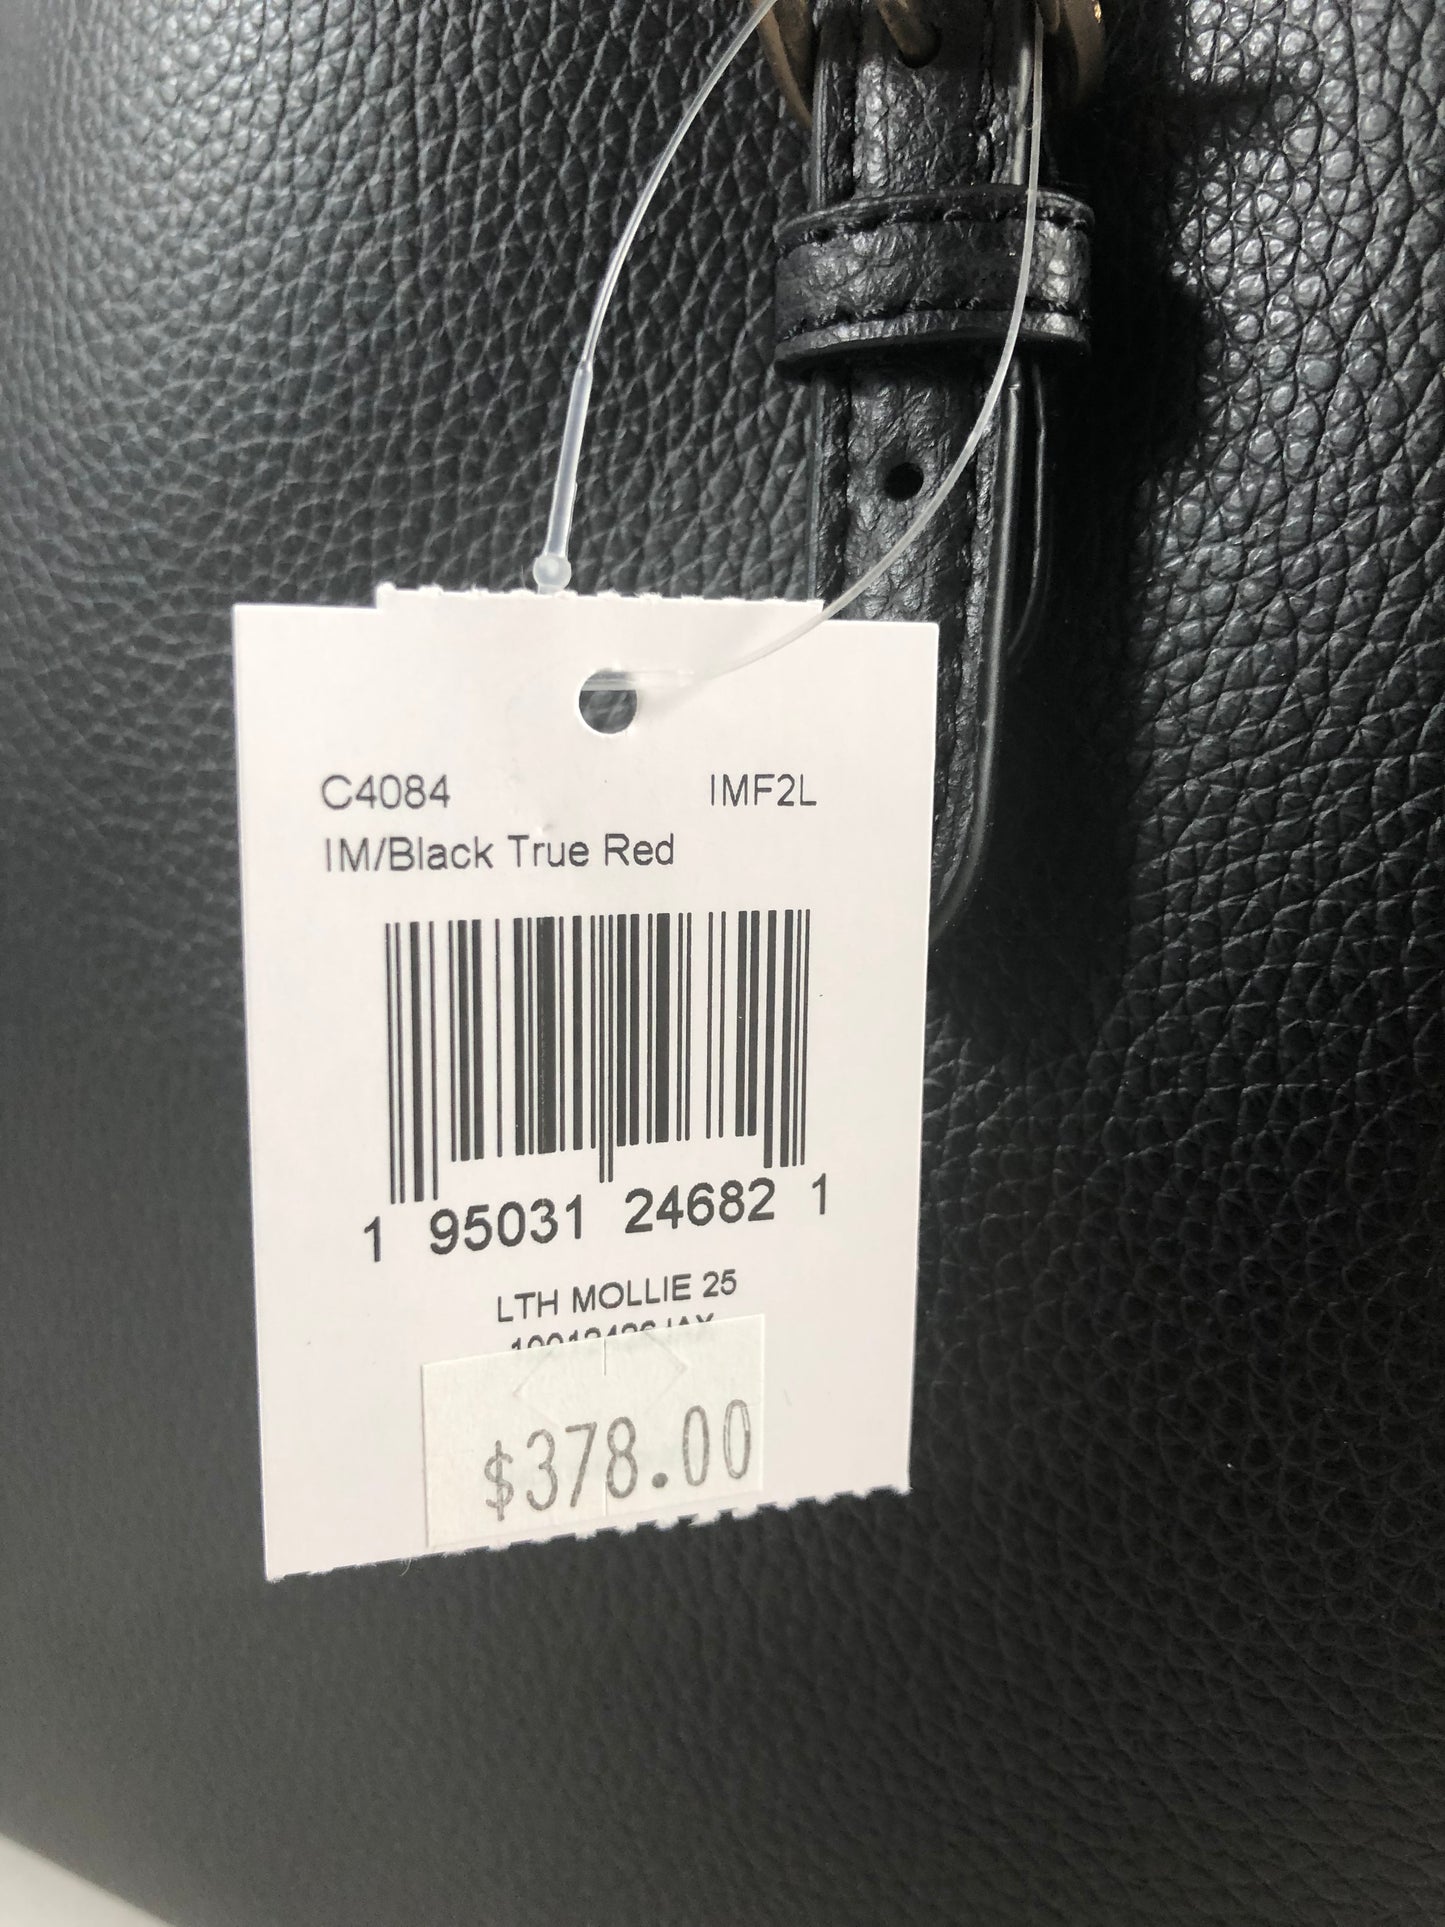 C4084 IMF2L
IM/Black True Red
1 95031 24682 1
LTH MOLLIE 25
$378.00